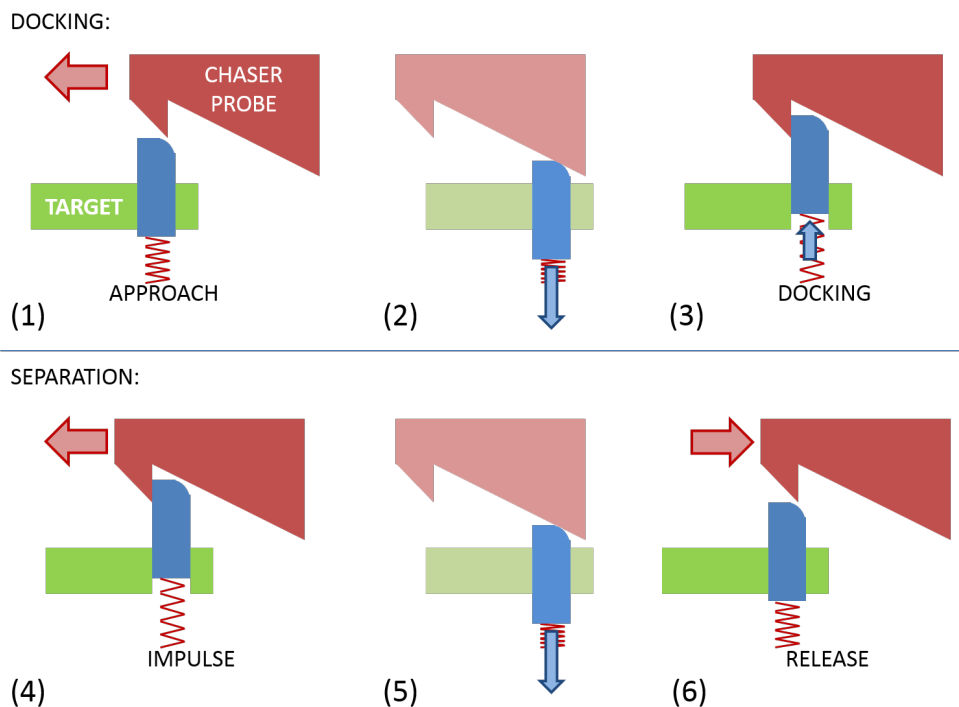 DOCKING:
CHASER
PROBE
TARGET
APPROACH
DOCKING
(1)
(2)
(3)
SEPARATION:
IMPULSE
RELEASE
(4)
(5)
(6)